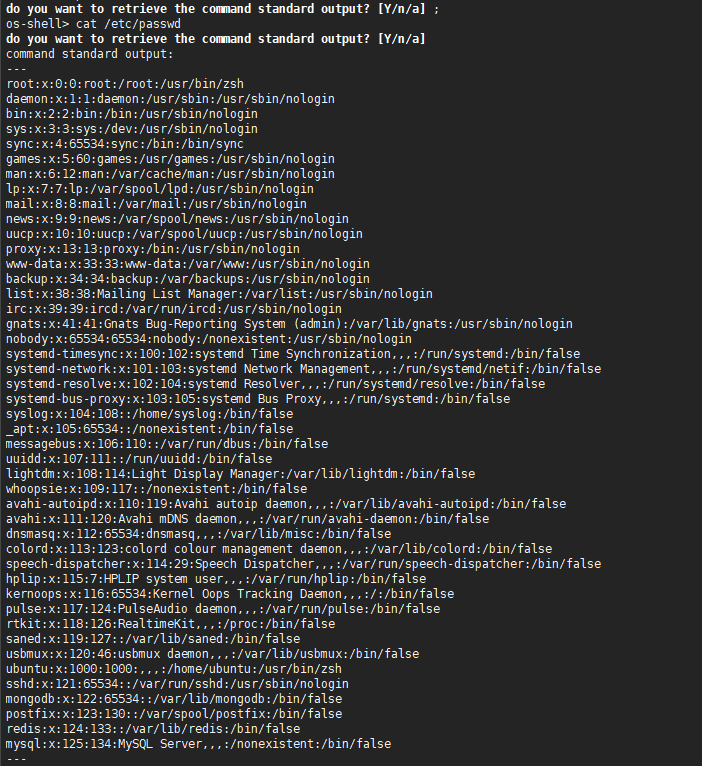 do you want to retrieve the command standard output? [Y/n/a] ;
os-shell> cat /etc/passwd
do you want to retrieve the command standard output? [Y/n/a]
command standard output:
---
root:x:0:0:root:/root:/usr/bin/zsh
daemon:x:1:1:daemon:/usr/sbin:/usr/sbin/nologin
bin:x:2:2:bin:/bin:/usr/sbin/nologin
sys:x:3:3:sys:/dev:/usr/sbin/nologin
sync:x:4:65534:sync:/bin:/bin/sync
games:x:5:60:games:/usr/games:/usr/sbin/nologin
man:x:6:12:man:/var/cache/man:/usr/sbin/nologin
lp:x:7:7:lp:/var/spool/lpd:/usr/sbin/nologin
mail:x:8:8:mail:/var/mail:/usr/sbin/nologin
news:x:9:9:news:/var/spool/news:/usr/sbin/nologin
uucp:x:10:10:uucp:/var/spool/uucp:/usr/sbin/nologin
proxy:x:13:13:proxy:/bin:/usr/sbin/nologin
www-data:x:33:33:www-data:/var/www:/usr/sbin/nologin
backup:x:34:34:backup:/var/backups:/usr/sbin/nologin
list:x:38:38:Mailing List Manager:/var/list:/usr/sbin/nologin
irc:x:39:39:ircd:/var/run/ircd:/usr/sbin/nologin
gnats:x:41:41:Gnats Bug-Reporting System (admin):/var/lib/gnats:/usr/sbin/nologin
nobody:x:65534:65534:nobody:/nonexistent:/usr/sbin/nologin
systemd-timesync:x:100:102:systemd Time Synchronization,,,:/run/systemd:/bin/false
systemd-network:x:101:103:systemd Network Management,,,:/run/systemd/netif:/bin/false
systemd-resolve:x:102:104:systemd Resolver,,,:/run/systemd/resolve:/bin/false
systemd-bus-proxy:x:103:105:systemd Bus Proxy,,,:/run/systemd:/bin/false
syslog:x:104:108::/home/syslog:/bin/false
_apt:x:105:65534::/nonexistent:/bin/false
messagebus:x:106:110::/var/run/dbus:/bin/false
uuidd:x:107:111::/run/uuidd:/bin/false
lightdm:x:108:114:Light Display Manager:/var/lib/lightdm:/bin/false
whoopsie:x:109:117::/nonexistent:/bin/false
avahi-autoipd:x:110:119:Avahi autoip daemon,,,:/var/lib/avahi-autoipd:/bin/false
avahi:x:111:120:Avahi mDNS daemon,,,:/var/run/avahi-daemon:/bin/false
dnsmasq:x:112:65534:dnsmasq,,,:/var/lib/misc:/bin/false
colord:x:113:123:colord colour management daemon,,,:/var/lib/colord:/bin/false
speech-dispatcher:x:114:29:Speech Dispatcher,,,:/var/run/speech-dispatcher:/bin/false
hplip:x:115:7:HPLIP system user,,,:/var/run/hplip:/bin/false
kernoops:x:116:65534:Kernel Oops Tracking Daemon,,,:/:/bin/false
pulse:x:117:124:PulseAudio daemon,,,:/var/run/pulse:/bin/false
rtkit:x:118:126:RealtimeKit,,,:/proc:/bin/false
saned:x:119:127::/var/lib/saned:/bin/false
usbmux:x:120:46:usbmux daemon,,,:/var/lib/usbmux:/bin/false
ubuntu:x:1000:1000:,,,:/home/ubuntu:/usr/bin/zsh
sshd:x:121:65534::/var/run/sshd:/usr/sbin/nologin
mongodb:x:122:65534::/var/lib/mongodb:/bin/false
postfix:x:123:130::/var/spool/postfix:/bin/false
redis:x:124:133::/var/lib/redis:/bin/false
mysql:x:125:134:MySQL Server,,,:/nonexistent:/bin/false
---